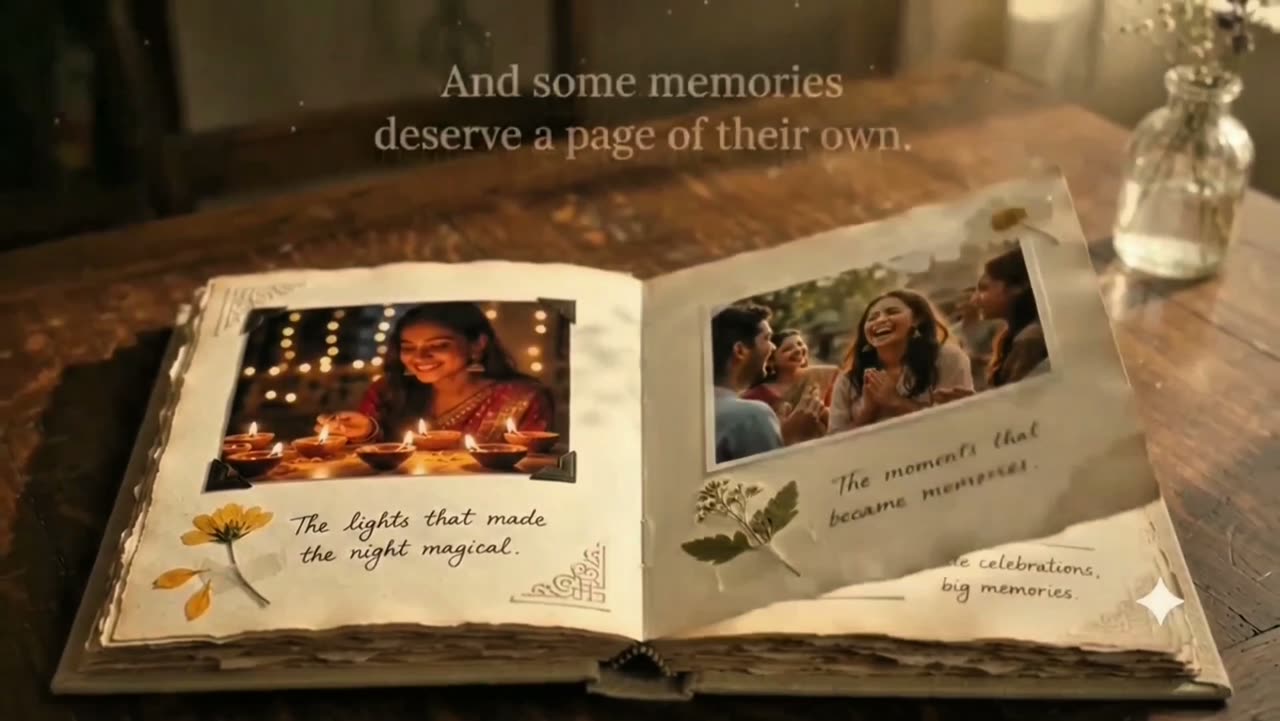 And some memories
deserve a page of their own.
The lights that made
the night magical.
The moments that
became memories.
celebrations,
big memories.